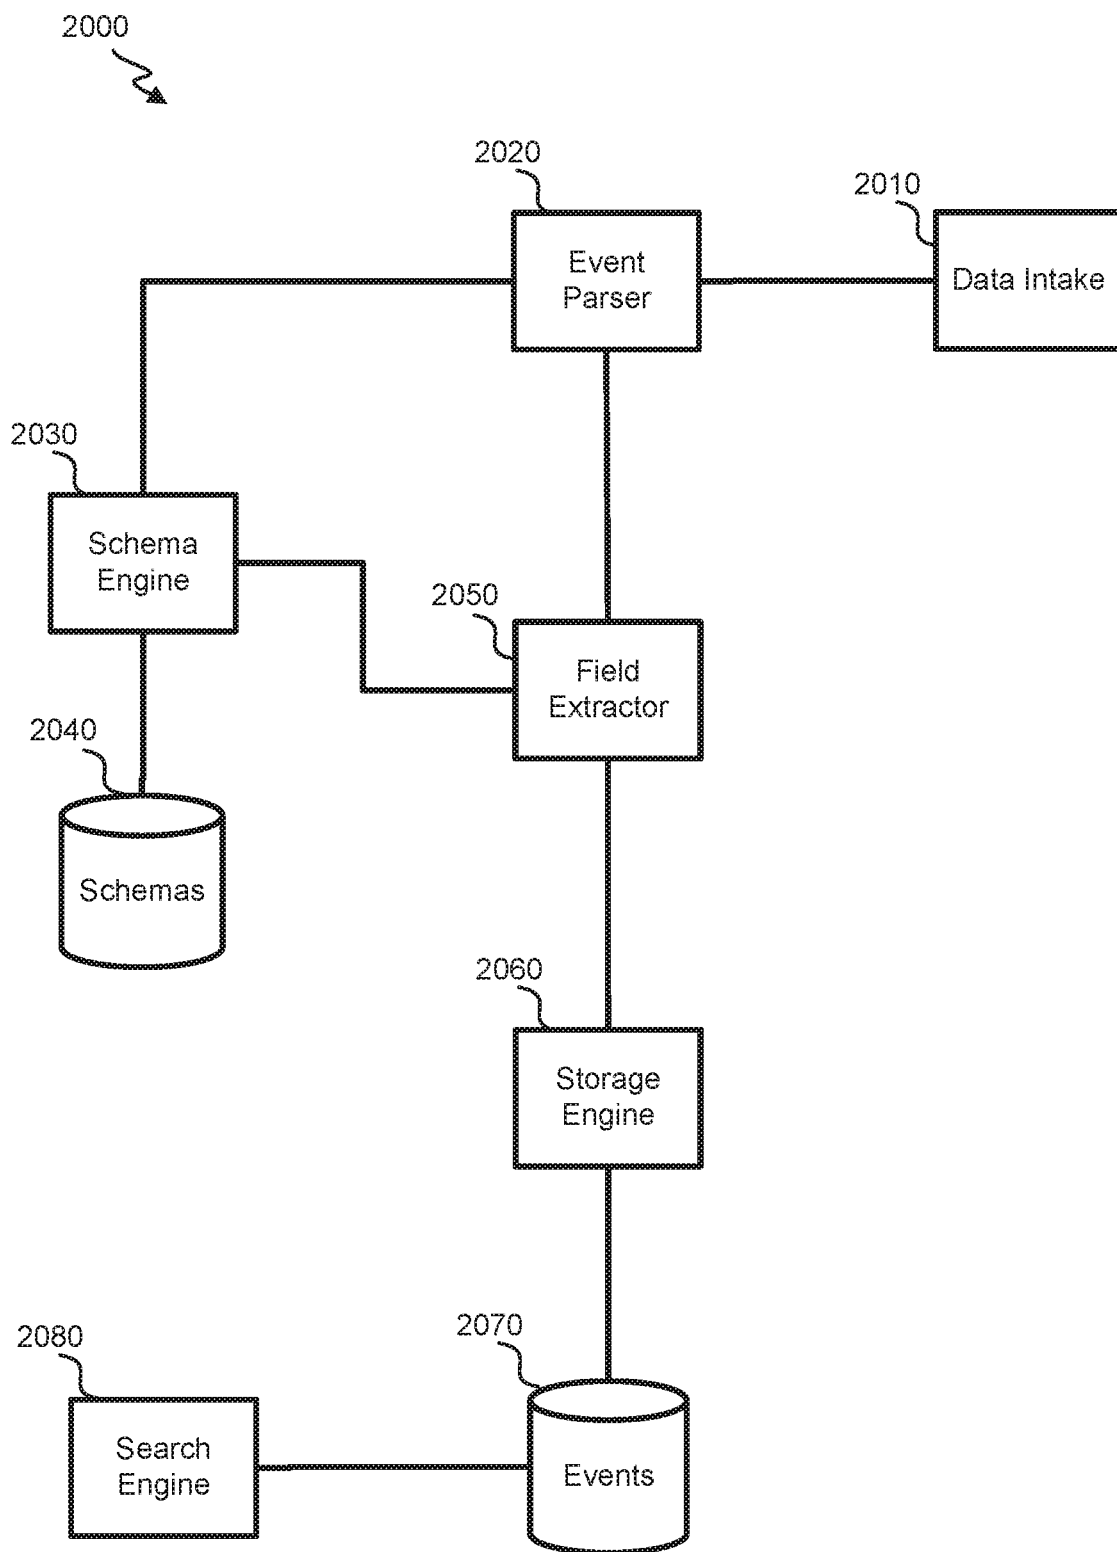 2000
2020
2010
Event
Parser
Data Intake
2030
Schema
Engine
2050
Field
Extractor
2040
Schemas
2060
Storage
Engine
2080
2070
Search
Engine
Events